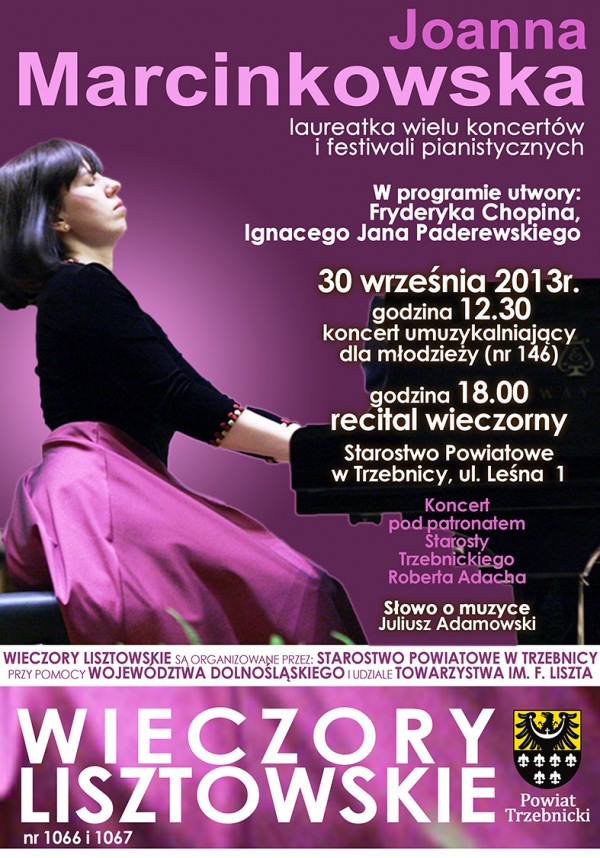 Joanna
Marcinkowska
laureatka wielu koncertów
i festiwali pianistycznych
W programie utwory:
Fryderyka Chopina,
Ignacego Jana Paderewskiego
30 września 2013r.
godzina 12.30
koncert umuzykalniający
dla młodzieży (nr 146)
godzina 18.00
recital wieczorny
Starostwo Powiatowe
w Trzebnicy, ul. Leśna 1
Koncert
pod patronatem
Starosty
Trzebnickiego
Roberta Adacha
Słowo o muzyce
Juliusz Adamowski
WIECZORY LISZTOWSKIE SĄ ORGANIZOWANE PRZEZ: STAROSTWO POWIATOWE W TRZEBNICY
PRZY POMOCY WOJEWÓDZTWA DOLNOŚLĄSKIEGO I UDZIALE TOWARZYSTWA IM. F. LISZTA
WIECZORY
LISZTOWSKIE
nr 1066 i 1067
Powiat
Trzebnicki